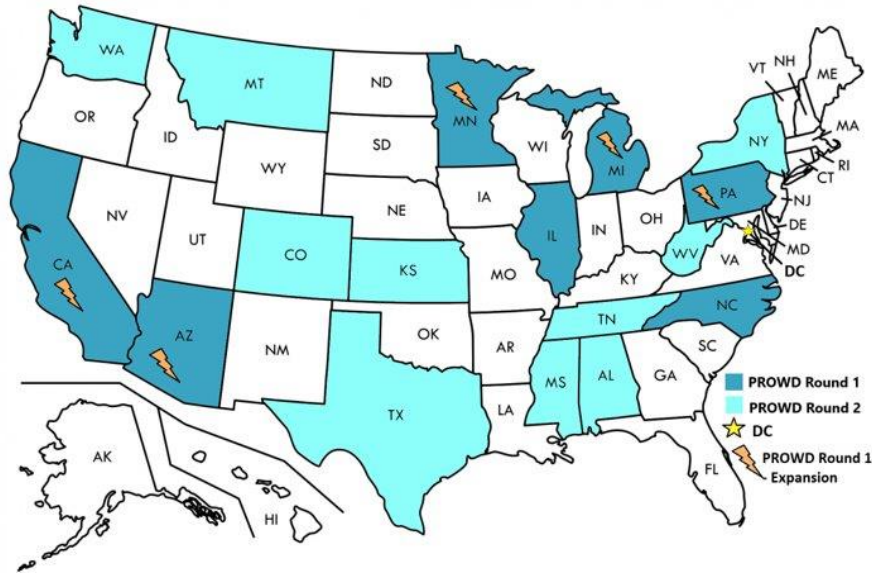 WA
MT
ND
MN
VT
NH
ME
OR
ID
SD
WI
MI
NY
MA
RI
CT
WY
IA
PA
NJ
NV
NE
IL
IN
OH
DE
MD
UT
CO
KS
MO
WV
VA
DC
CA
KY
AZ
NM
OK
TN
NC
AR
SC
MS
AL
GA
PROWD Round 1
LA
PROWD Round 2
TX
DC
AK
FL
PROWD Round 1
Expansion
HI